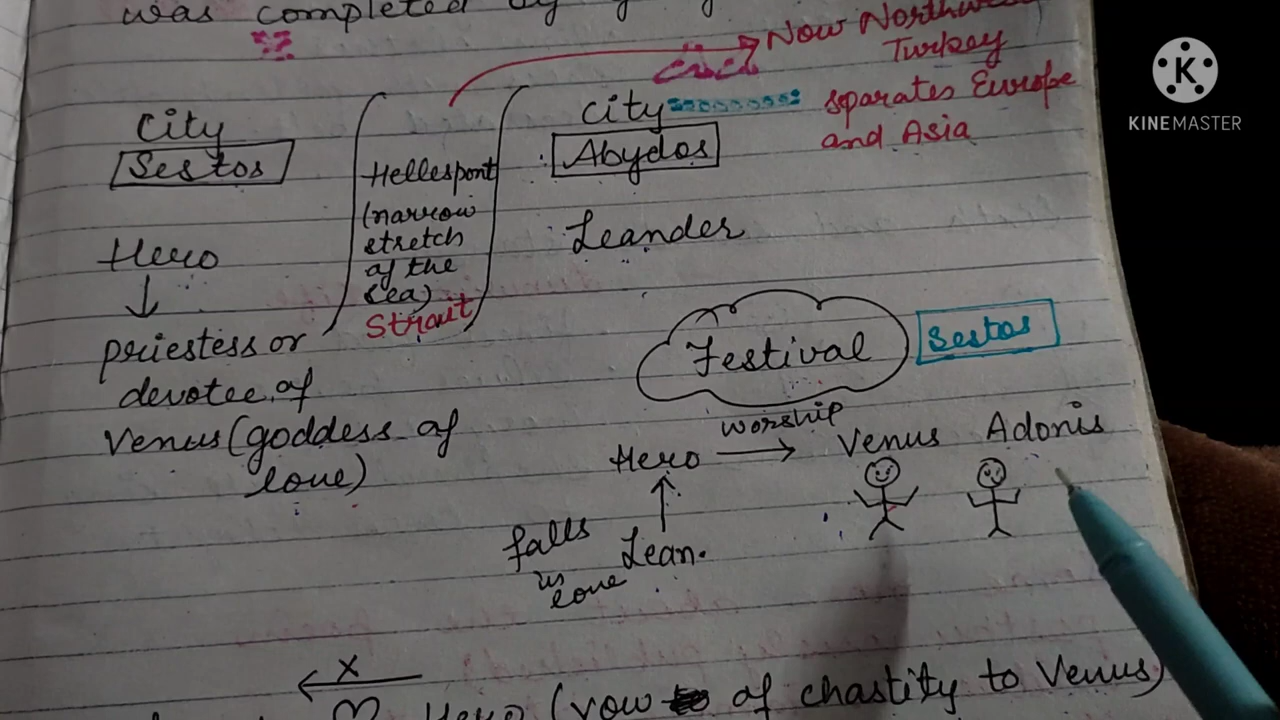 was completed by
Now Northwest
Turkey
separates Europe
and Asia
City
Sestos
Hellespont
(narrow
stretch
of the
sea)
Strait
City
Abydos
Hero
Leander
priestess or
devotee of
Venus (goddess of
love)
Festival
Sestos
Hero
worship
Venus Adonis
falls
in
love
Lean.
x
Hero (vow to of chastity to Venus)
KINEMASTER